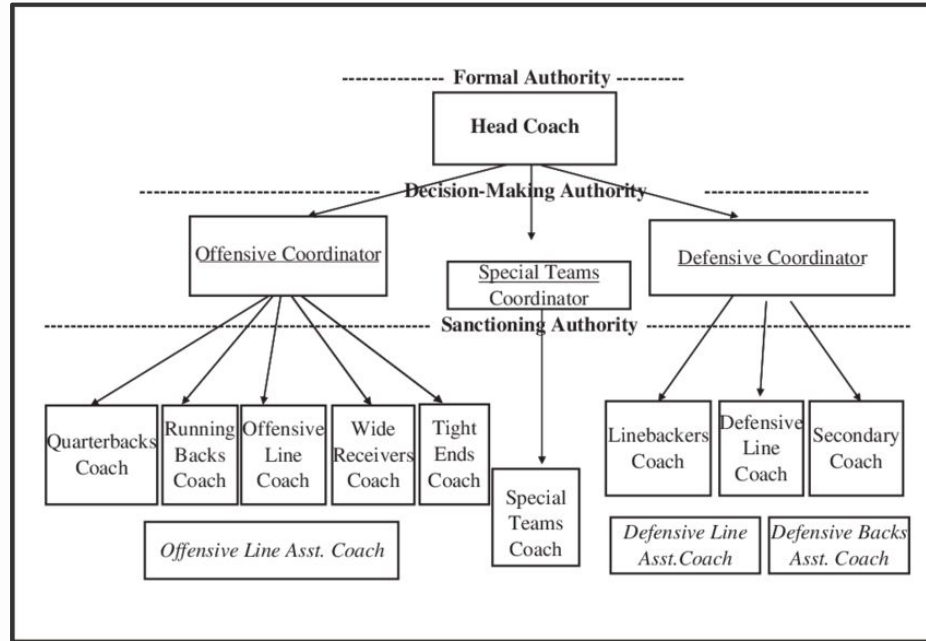 Formal Authority
Head Coach
Decision-Making Authority
Offensive Coordinator
Special Teams
Coordinator
Defensive Coordinator
Sanctioning Authority
Quarterbacks
Coach
Running
Backs
Coach
Offensive
Line
Coach
Wide
Receivers
Coach
Tight
Ends
Coach
Special
Teams
Coach
Linebackers
Coach
Defensive
Line
Coach
Secondary
Coach
Offensive Line Asst. Coach
Defensive Line
Asst.Coach
Defensive Backs
Asst. Coach